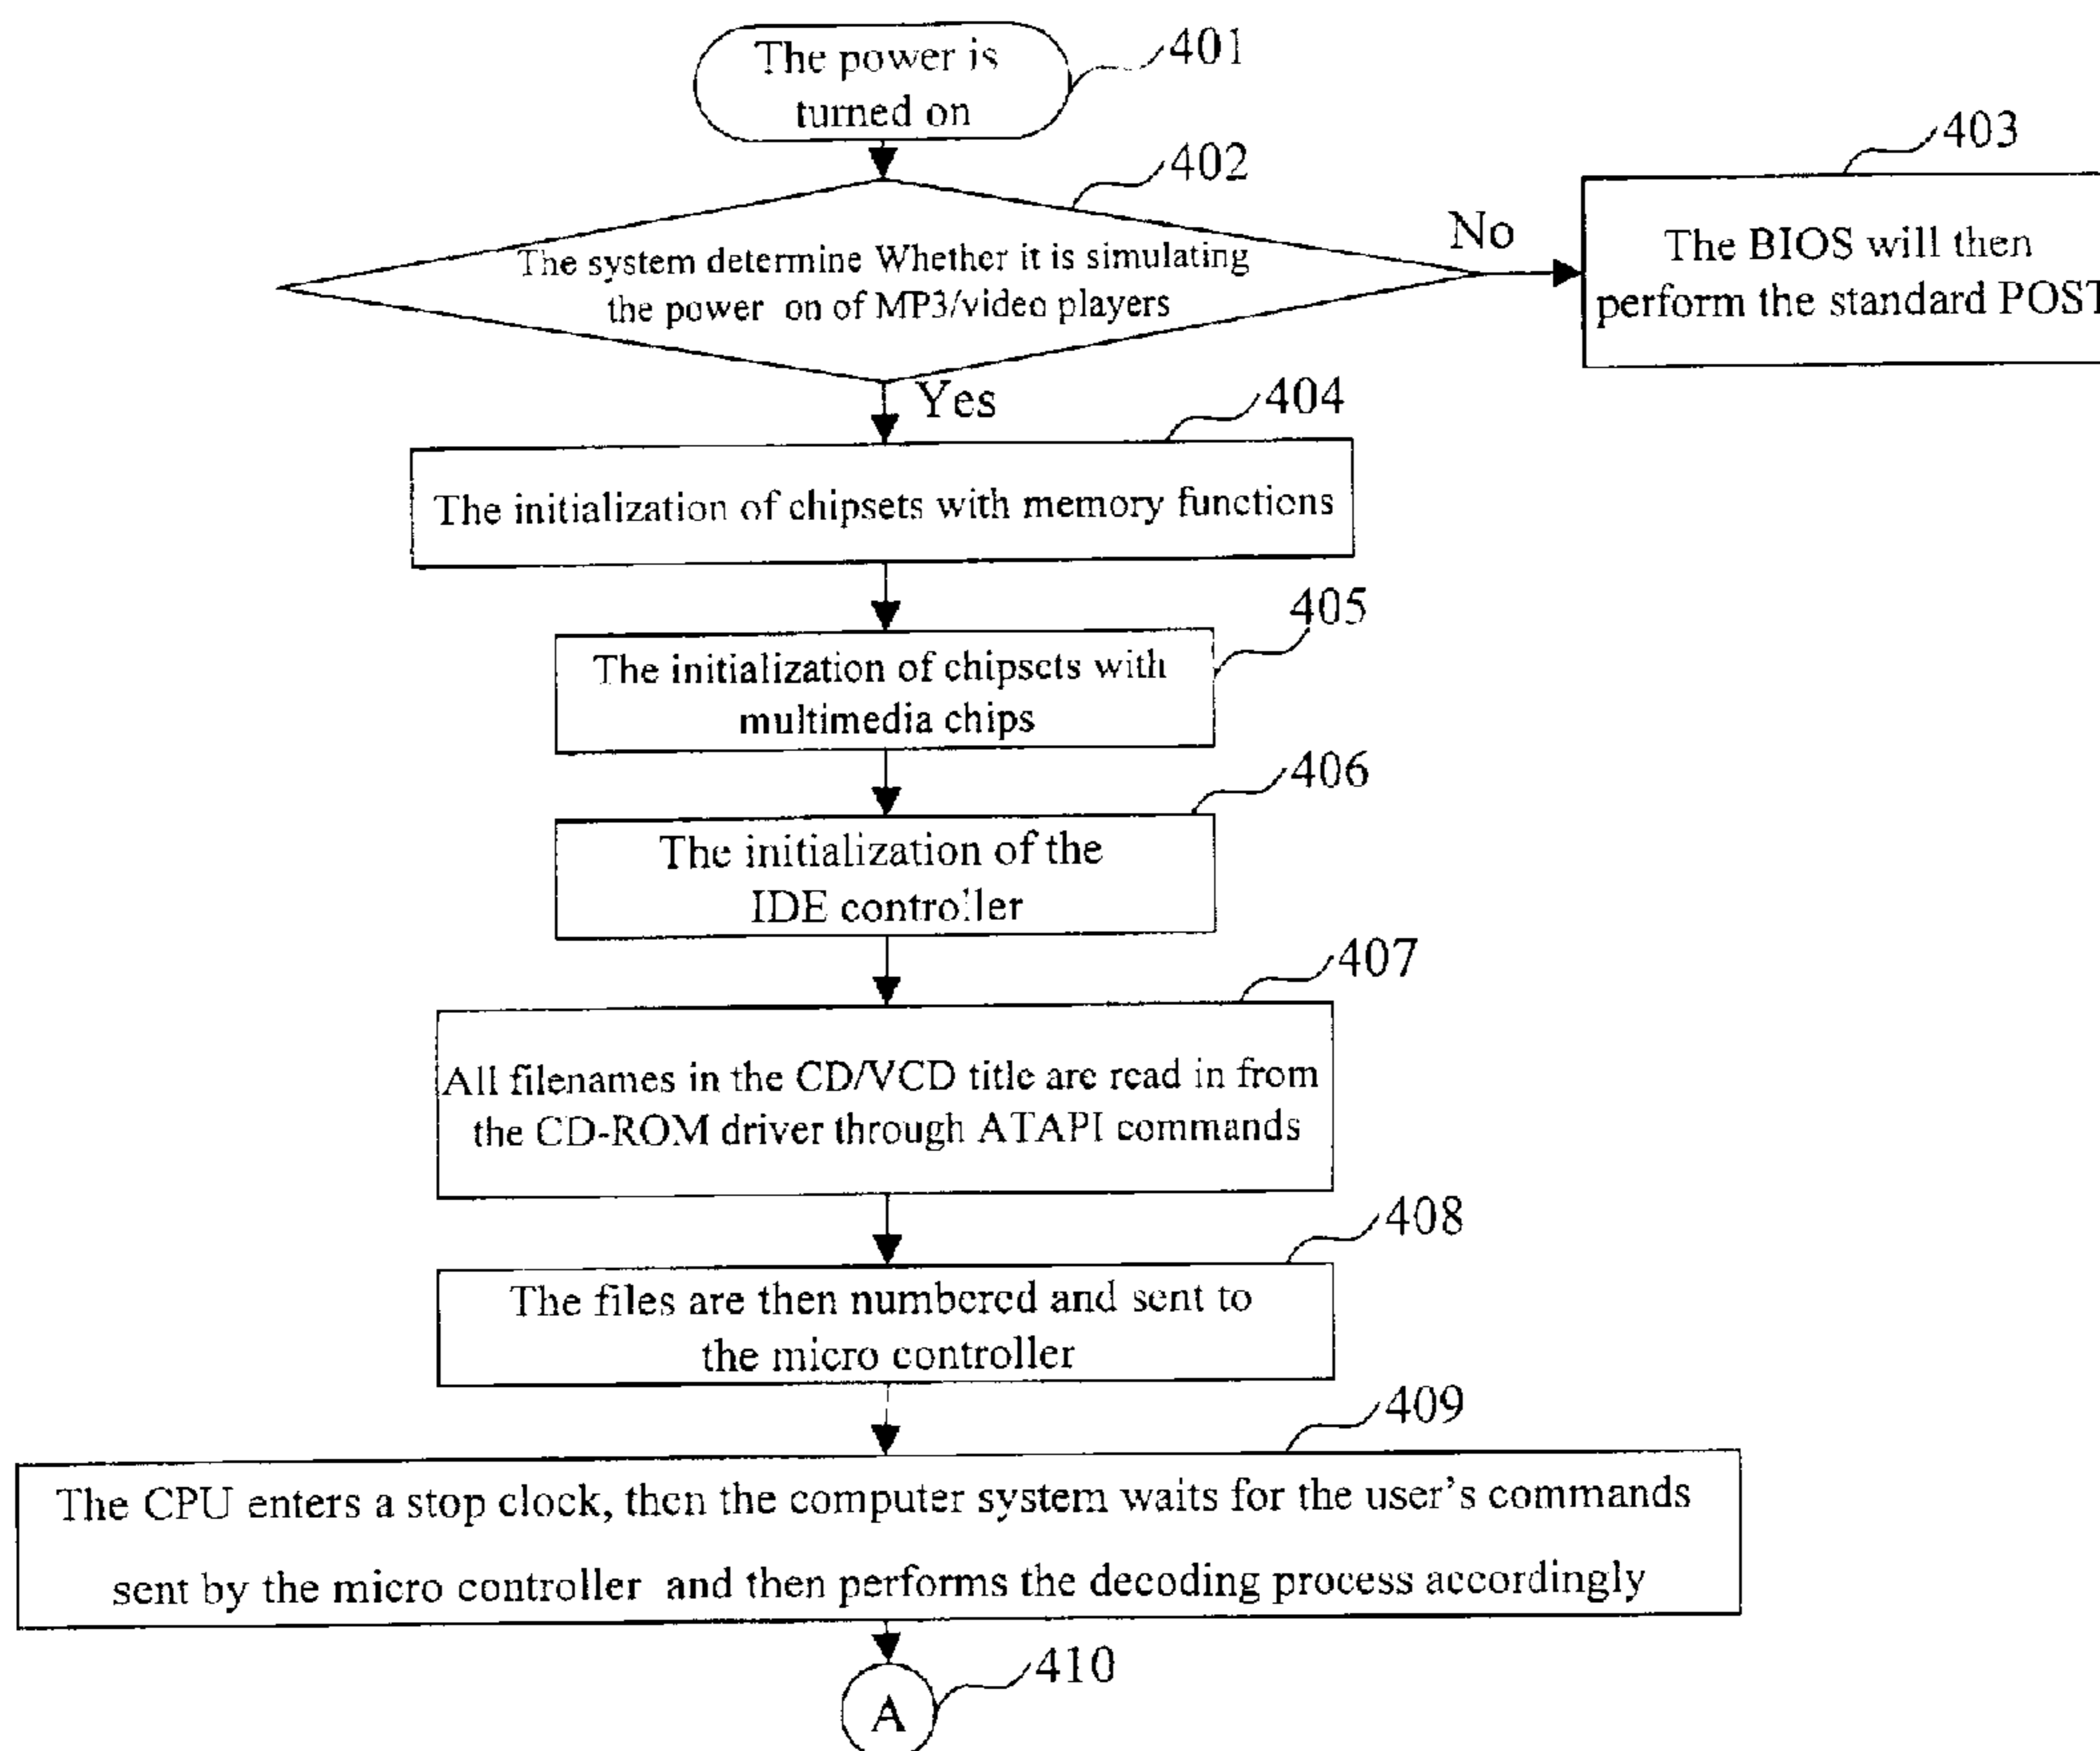 The power is
turned on
401
402
The system determine Whether it is simulating
the power on of MP3/video players
No
403
The BIOS will then
perform the standard POST
Yes
404
The initialization of chipsets with memory functions
405
The initialization of chipsets with
multimedia chips
406
The initialization of the
IDE controller
407
All filenames in the CD/VCD title are read in from
the CD-ROM driver through ATAPI commands
408
The files are then numbered and sent to
the micro controller
409
The CPU enters a stop clock, then the computer system waits for the user's commands
sent by the micro controller and then performs the decoding process accordingly
A
410